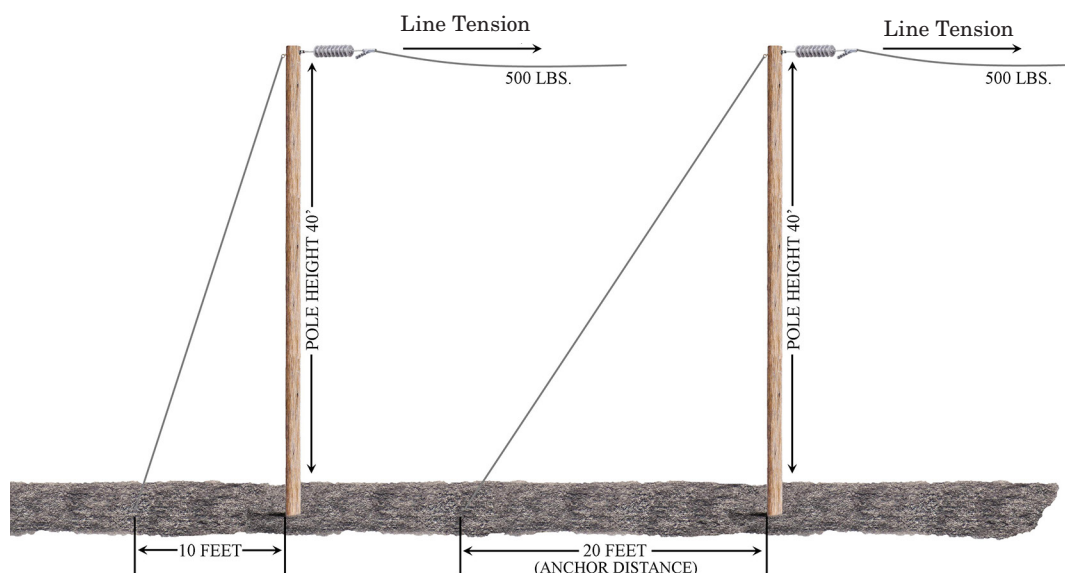 Line Tension
500 LBS.
POLE HEIGHT 40'
10 FEET
Line Tension
500 LBS.
POLE HEIGHT 40'
20 FEET
(ANCHOR DISTANCE)